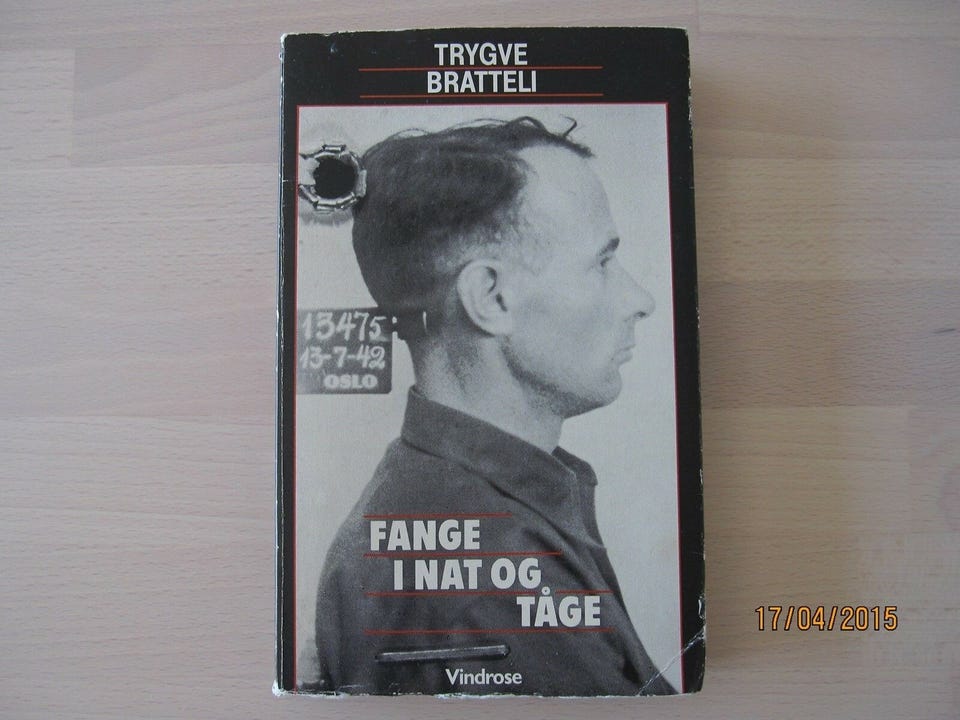 TRYGVE
BRATTELI
13475
13-7-42
OSLO
FANGE
I NAT OG
TÅGE
Vindrose
17/04/2015